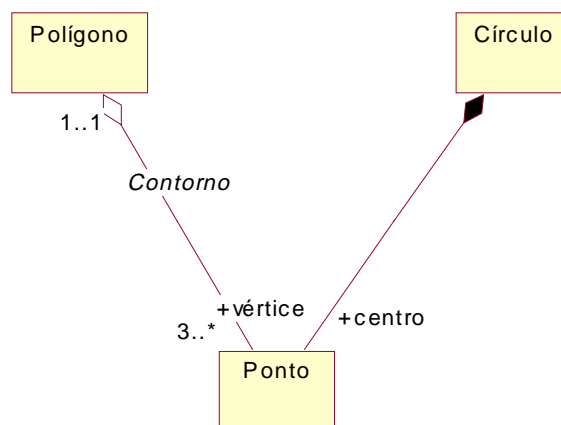 Polígono
Círculo
1..1
Contorno
+vértice
+centro
3..*
Ponto